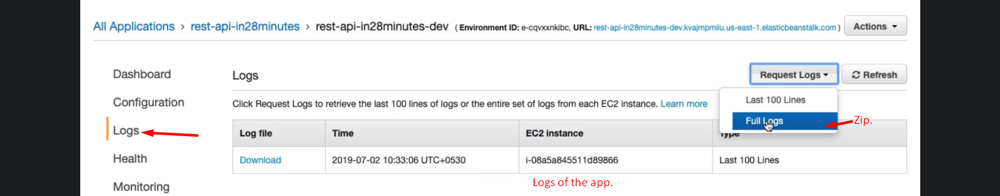 All Applications > rest-api-in28minutes > rest-api-in28minutes-dev ( Environment ID: e-cqvxxnkibc, URL: rest-api-in28minutes-dev.kvajmpmiiu.us-east-1.elasticbeanstalk.com ) Actions
Dashboard
Configuration
Logs
Health
Monitoring
Logs
Request Logs
Refresh
Last 100 Lines
Full Logs
Zip.
Click Request Logs to retrieve the last 100 lines of logs or the entire set of logs from each EC2 instance. Learn more
Log file Time EC2 instance Type
Download 2019-07-02 10:33:06 UTC+0530 i-08a5a845511d89866 Last 100 Lines
Logs of the app.